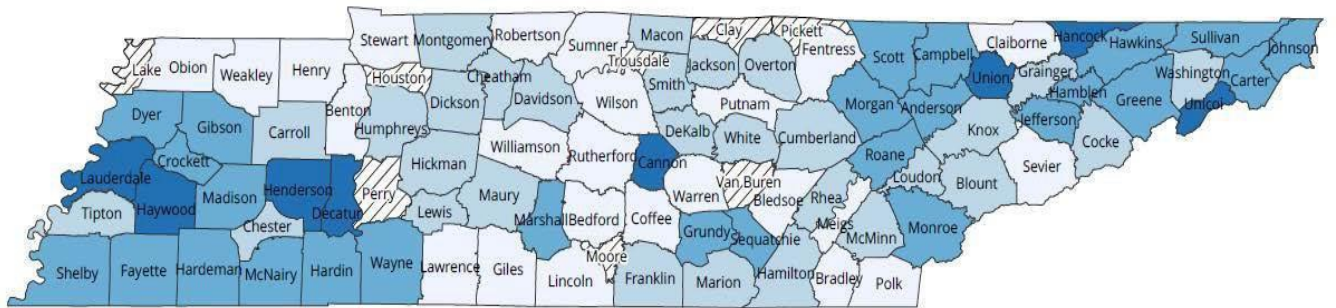 Stewart
Montgomery
Robertson
Sumner
Macon
Clay
Pickett
Fentress
Scott
Campbell
Claiborne
Hancock
Hawkins
Sullivan
Johnson
Lake
Obion
Weakley
Henry
Houston
Cheatham
Trousdale
Smith
Jackson
Overton
Union
Grainger
Hamblen
Washington
Carter
Unicoi
Greene
Dyer
Gibson
Carroll
Benton
Humphreys
Dickson
Davidson
Wilson
Putnam
Morgan
Anderson
Knox
Jefferson
Cocke
Crockett
Hickman
Williamson
Rutherford
Cannon
DeKalb
White
Cumberland
Roane
Loudon
Blount
Sevier
Lauderdale
Haywood
Madison
Henderson
Decatur
Perry
Lewis
Maury
Marshall
Bedford
Coffee
Warren
Van Buren
Bledsoe
Rhea
Meigs
McMinn
Monroe
Tipton
Chester
Grundy
Sequatchie
Shelby
Fayette
Hardeman
McNairy
Hardin
Wayne
Lawrence
Giles
Lincoln
Moore
Franklin
Marion
Hamilton
Bradley
Polk